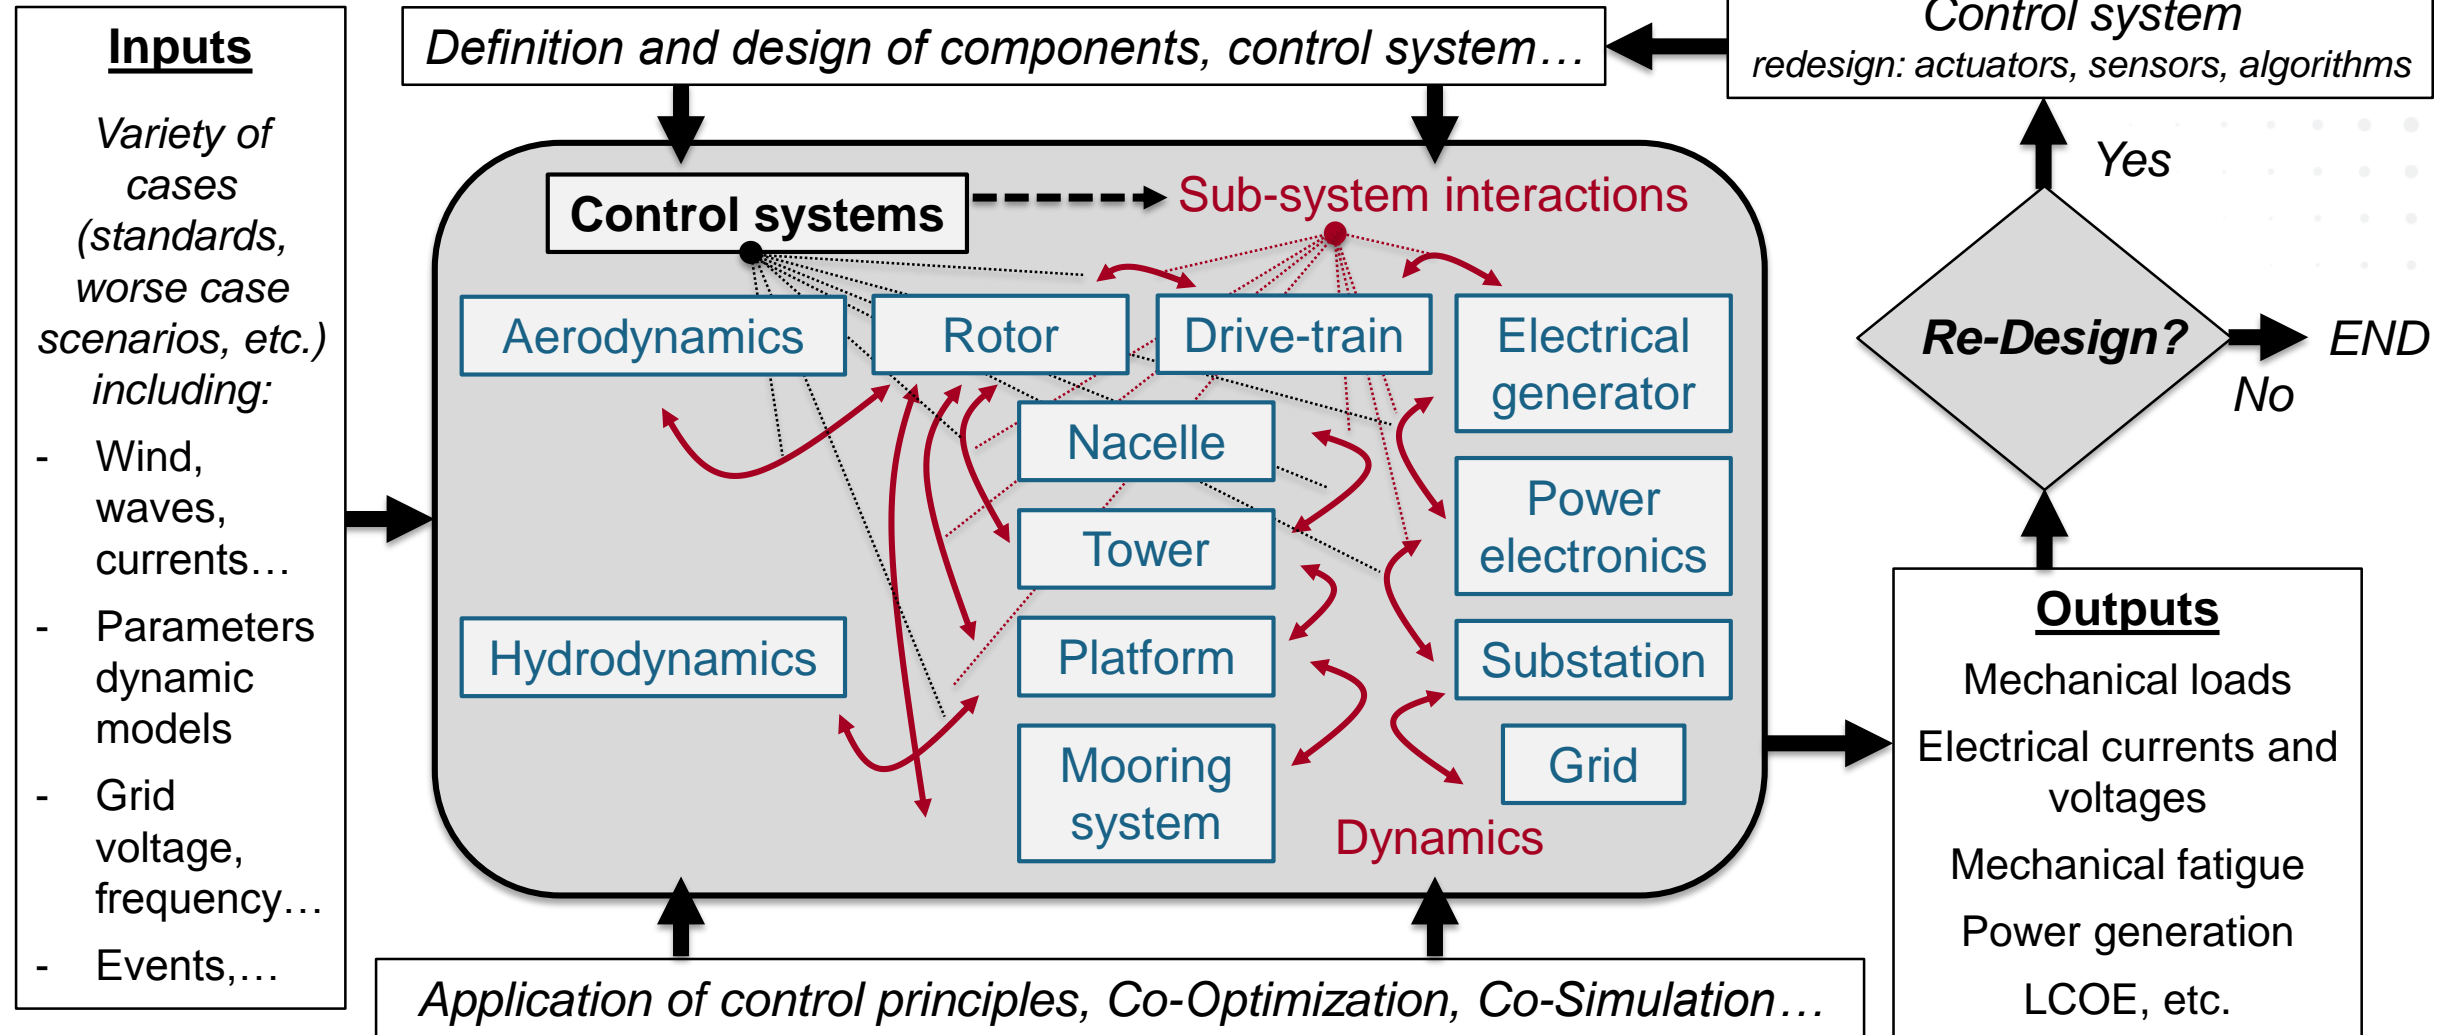 Inputs
Variety of
cases
(standards,
worse case
scenarios, etc.)
including:
- Wind,
waves,
currents…
- Parameters
dynamic
models
- Grid
voltage,
frequency…
- Events,…
Definition and design of components, control system…
Control system
redesign: actuators, sensors, algorithms
Yes
Re-Design?
END
No
Control systems
Sub-system interactions
Aerodynamics
Rotor
Drive-train
Electrical
generator
Nacelle
Power
electronics
Tower
Hydrodynamics
Platform
Substation
Mooring
system
Grid
Dynamics
Outputs
Mechanical loads
Electrical currents and
voltages
Mechanical fatigue
Power generation
LCOE, etc.
Application of control principles, Co-Optimization, Co-Simulation…